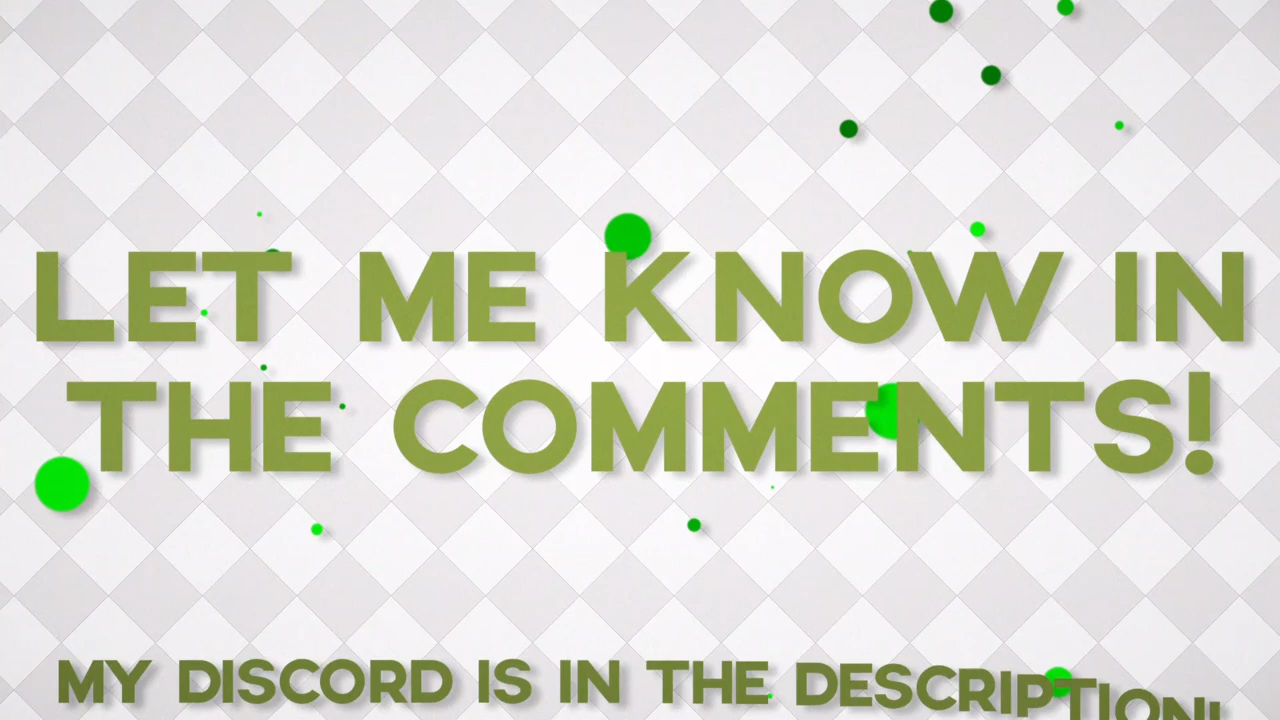 LET ME KNOW IN
THE COMMENTS!
MY DISCORD IS IN THE DESCRIPTION!